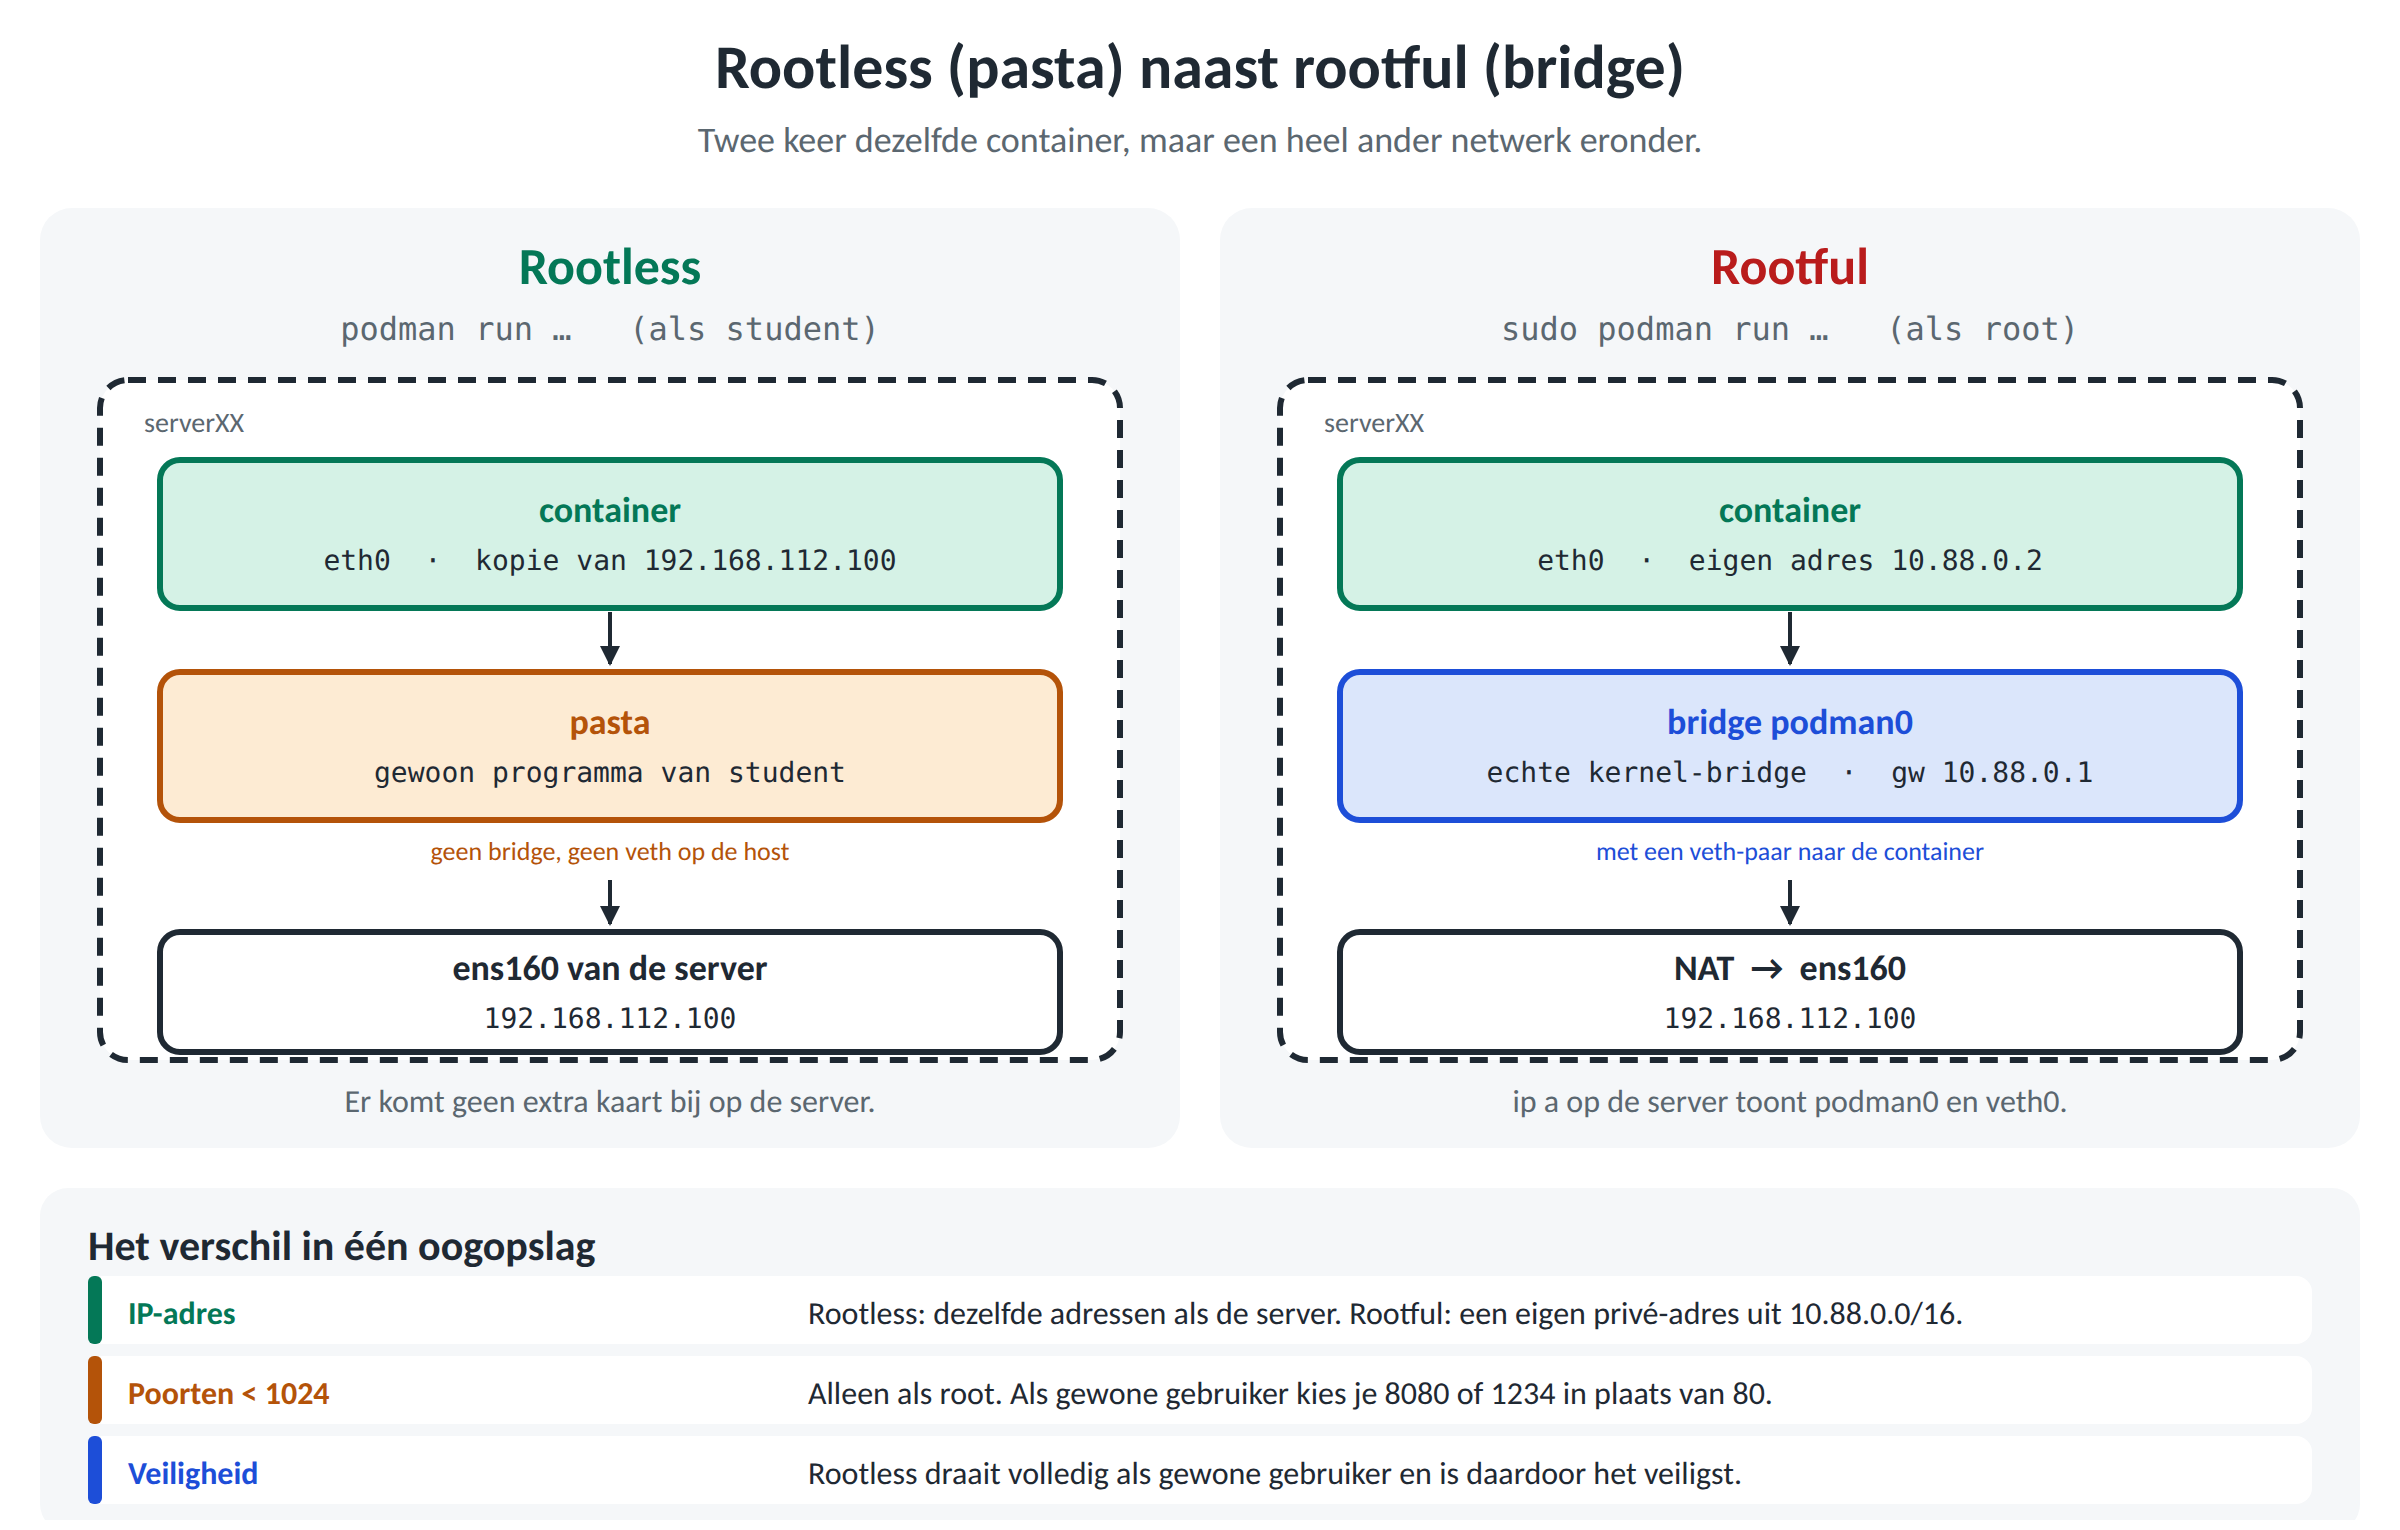 Rootless (pasta) naast rootful (bridge)
Twee keer dezelfde container, maar een heel ander netwerk eronder.
Rootless
podman run … (als student)
serverXX
container
eth0 · kopie van 192.168.112.100
pasta
gewoon programma van student
geen bridge, geen veth op de host
ens160 van de server
192.168.112.100
Er komt geen extra kaart bij op de server.
Rootful
sudo podman run … (als root)
serverXX
container
eth0 · eigen adres 10.88.0.2
bridge podman0
echte kernel-bridge · gw 10.88.0.1
met een veth-paar naar de container
NAT → ens160
192.168.112.100
ip a op de server toont podman0 en veth0.
Het verschil in één oogopslag
IP-adres Rootless: dezelfde adressen als de server. Rootful: een eigen privé-adres uit 10.88.0.0/16.
Poorten < 1024 Alleen als root. Als gewone gebruiker kies je 8080 of 1234 in plaats van 80.
Veiligheid Rootless draait volledig als gewone gebruiker en is daardoor het veiligst.